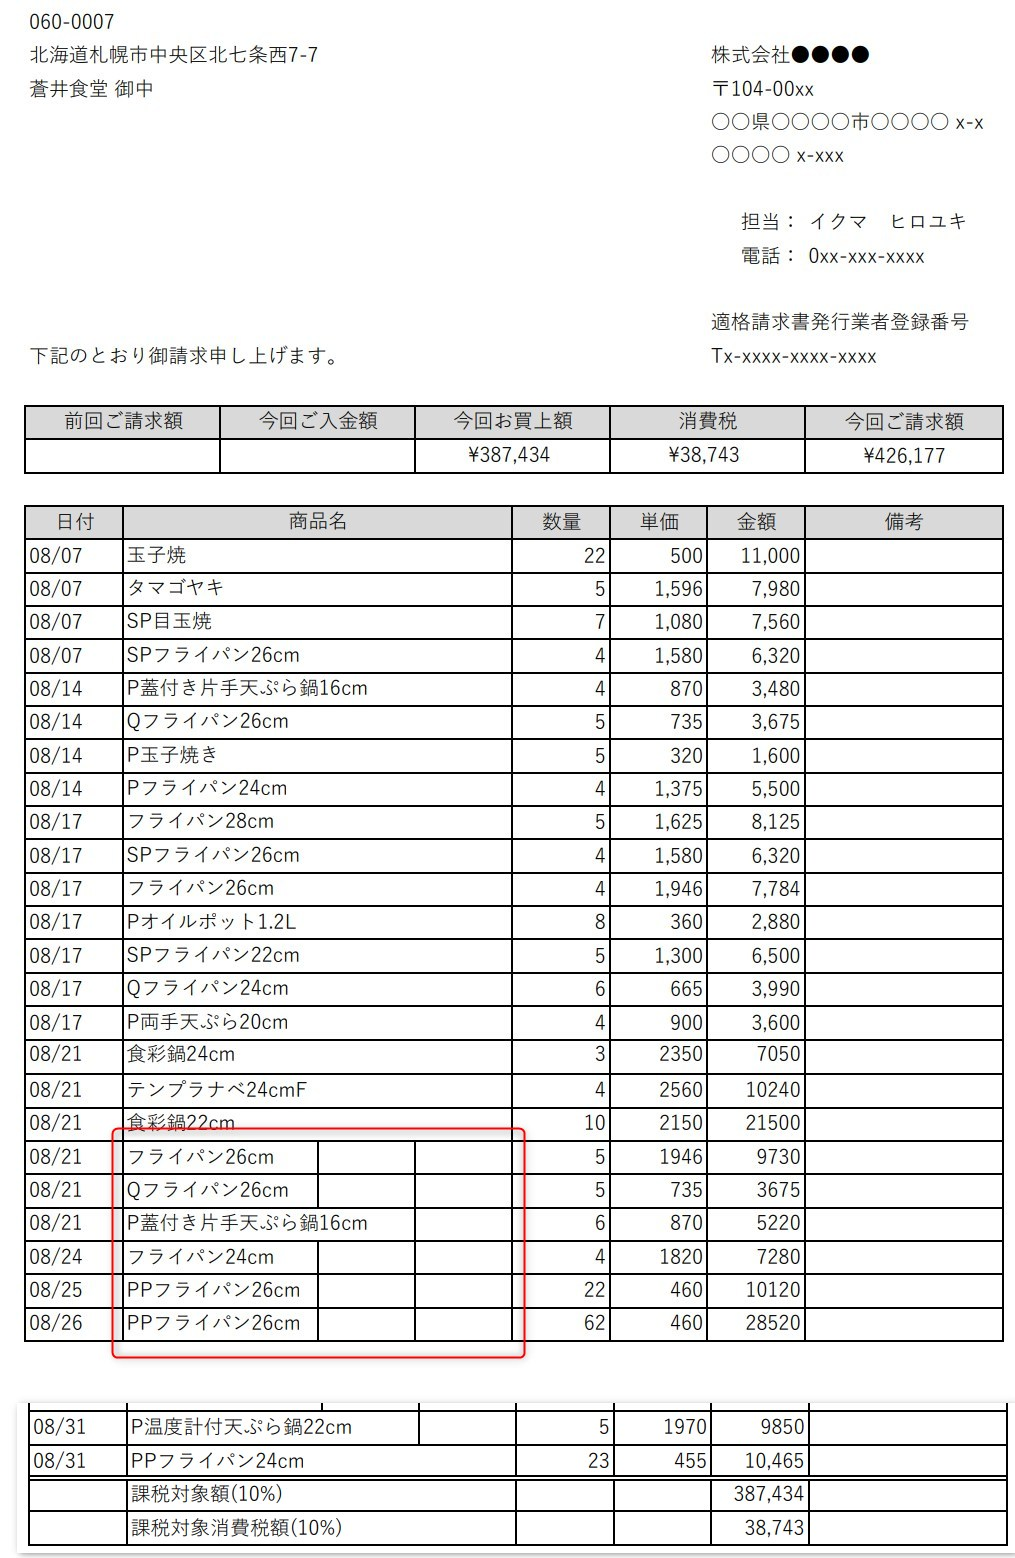 060-0007
北海道札幌市中央区北七条西7-7
蒼井食堂 御中
株式会社●●●●
〒104-00xx
〇〇県〇〇〇〇市〇〇〇〇 x-x
〇〇〇〇 x-xxx
担当： イクマ　ヒロユキ
電話： 0xx-xxx-xxxx
適格請求書発行業者登録番号
Tx-xxxx-xxxx-xxxx
下記のとおり御請求申し上げます。
前回ご請求額 今回ご入金額 今回お買上額 消費税 今回ご請求額
¥387,434 ¥38,743 ¥426,177
日付 商品名 数量 単価 金額 備考
08/07 玉子焼 22 500 11,000
08/07 タマゴヤキ 5 1,596 7,980
08/07 SP目玉焼 7 1,080 7,560
08/07 SPフライパン26cm 4 1,580 6,320
08/14 P蓋付き片手天ぷら鍋16cm 4 870 3,480
08/14 Qフライパン26cm 5 735 3,675
08/14 P玉子焼き 5 320 1,600
08/14 Pフライパン24cm 4 1,375 5,500
08/17 フライパン28cm 5 1,625 8,125
08/17 SPフライパン26cm 4 1,580 6,320
08/17 フライパン26cm 4 1,946 7,784
08/17 Pオイルポット1.2L 8 360 2,880
08/17 SPフライパン22cm 5 1,300 6,500
08/17 Qフライパン24cm 6 665 3,990
08/17 P両手天ぷら20cm 4 900 3,600
08/21 食彩鍋24cm 3 2350 7050
08/21 テンプラナベ24cmF 4 2560 10240
08/21 食彩鍋22cm 10 2150 21500
08/21 フライパン26cm 5 1946 9730
08/21 Qフライパン26cm 5 735 3675
08/21 P蓋付き片手天ぷら鍋16cm 6 870 5220
08/24 フライパン24cm 4 1820 7280
08/25 PPフライパン26cm 22 460 10120
08/26 PPフライパン26cm 62 460 28520
08/31 P温度計付天ぷら鍋22cm 5 1970 9850
08/31 PPフライパン24cm 23 455 10,465
課税対象額(10%) 387,434
課税対象消費税額(10%) 38,743